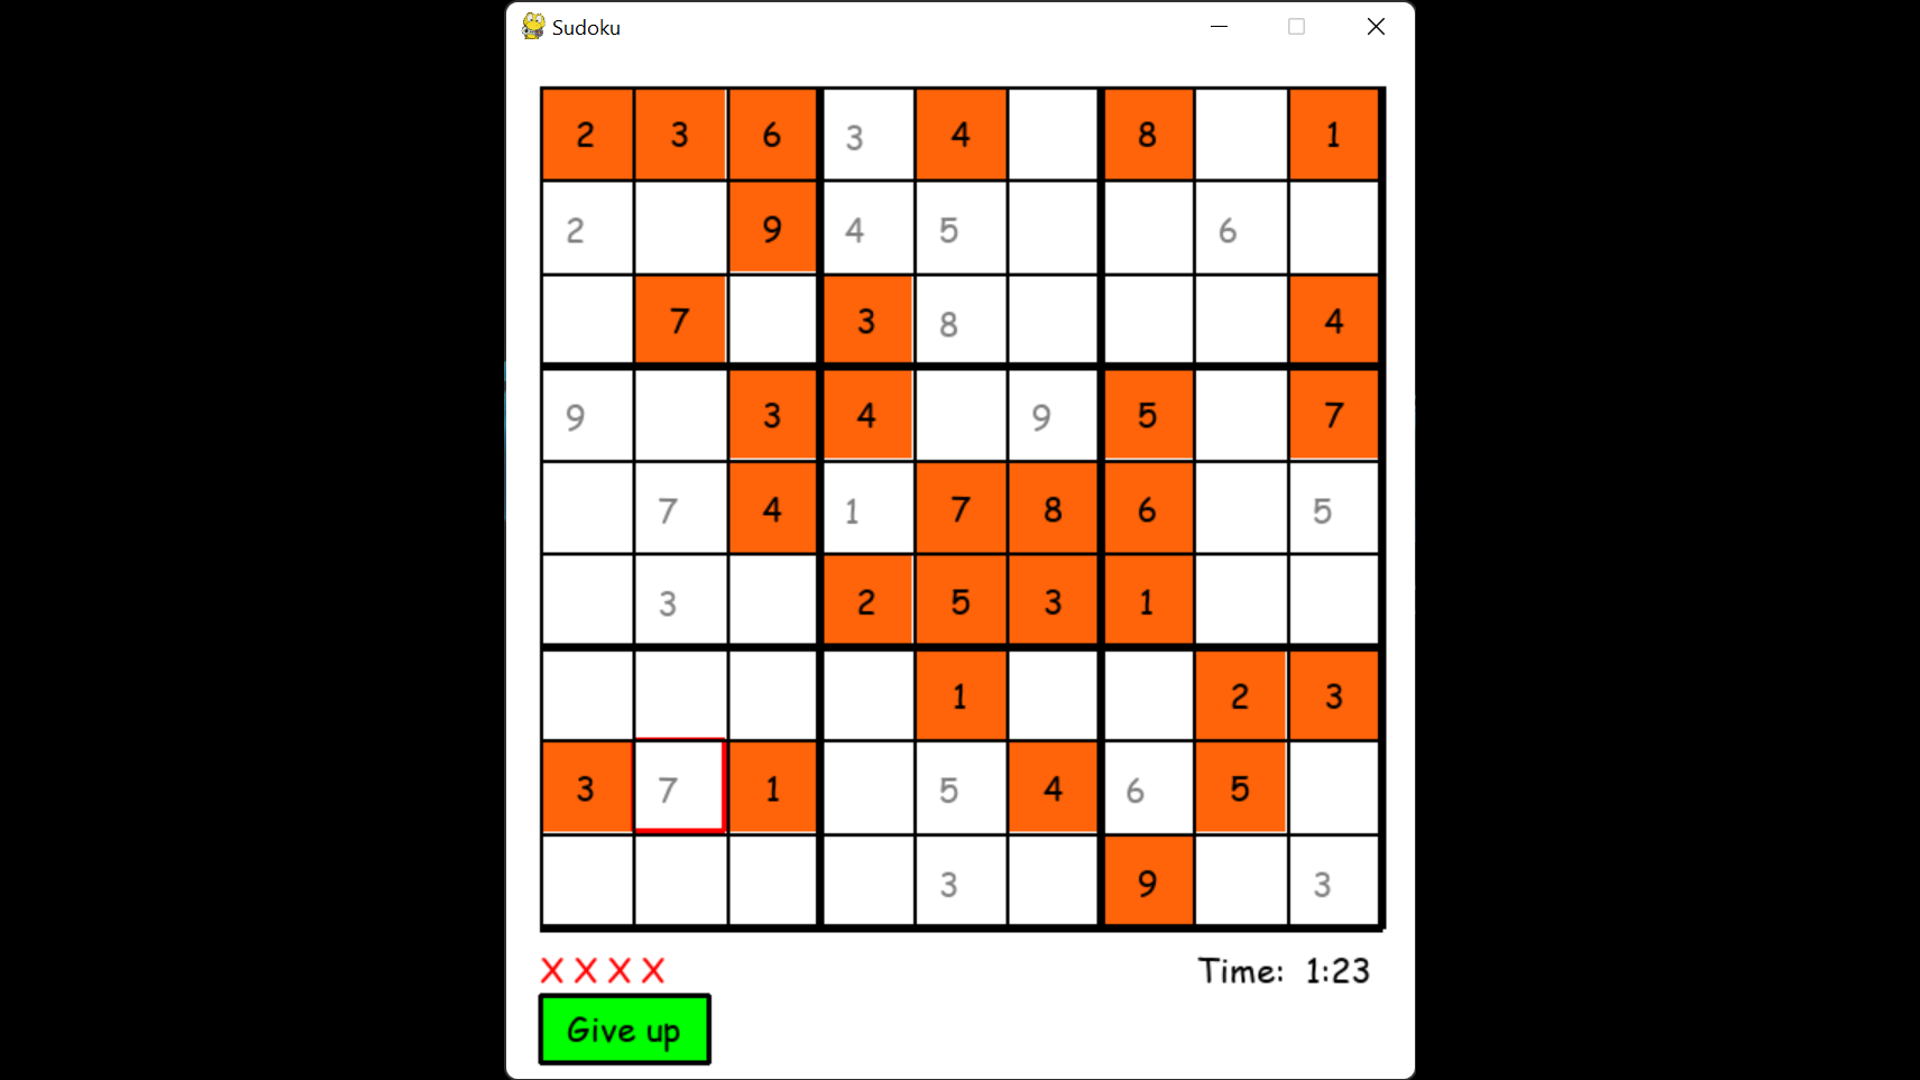 Sudoku
2 3 6 3 4 8 1
2 9 4 5 6
7 3 8 4
9 3 4 9 5 7
7 4 1 7 8 6 5
3 2 5 3 1
1 2 3
3 7 1 5 4 6 5
3 9 3
X X X X
Time: 1:23
Give up